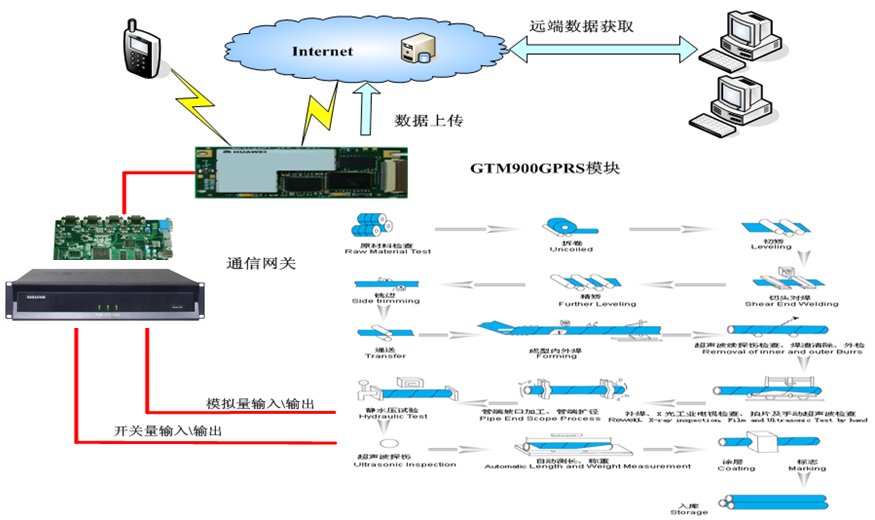 Internet
远端数据获取
数据上传
HUAWEI
GTM900GPRS模块
通信网关
原材料检查
Raw Material Test
拆卷
Uncoiled
初矫
Leveling
铣边
Side trimming
精矫
Further Leveling
切头对焊
Shear End Welding
递送
Transfer
成型内外焊
Forming
超声波续探伤检查、焊渣清除、外检
Removal of inner and outer Burrs
模拟量输入\输出
静水压试验
Hydraulic Test
管端坡口加工、管端扩径
Pipe End Scope Process
补焊、X光工业电视检查、拍片及手动超声波检查
X-ray inspection, Film and Ultrasonic Test by hand
开关量输入\输出
超声波探伤
Ultrasonic Inspection
自动测长、称重
Automatic Length and Weight Measurement
涂层
Coating
标志
Marking
入库
Storage